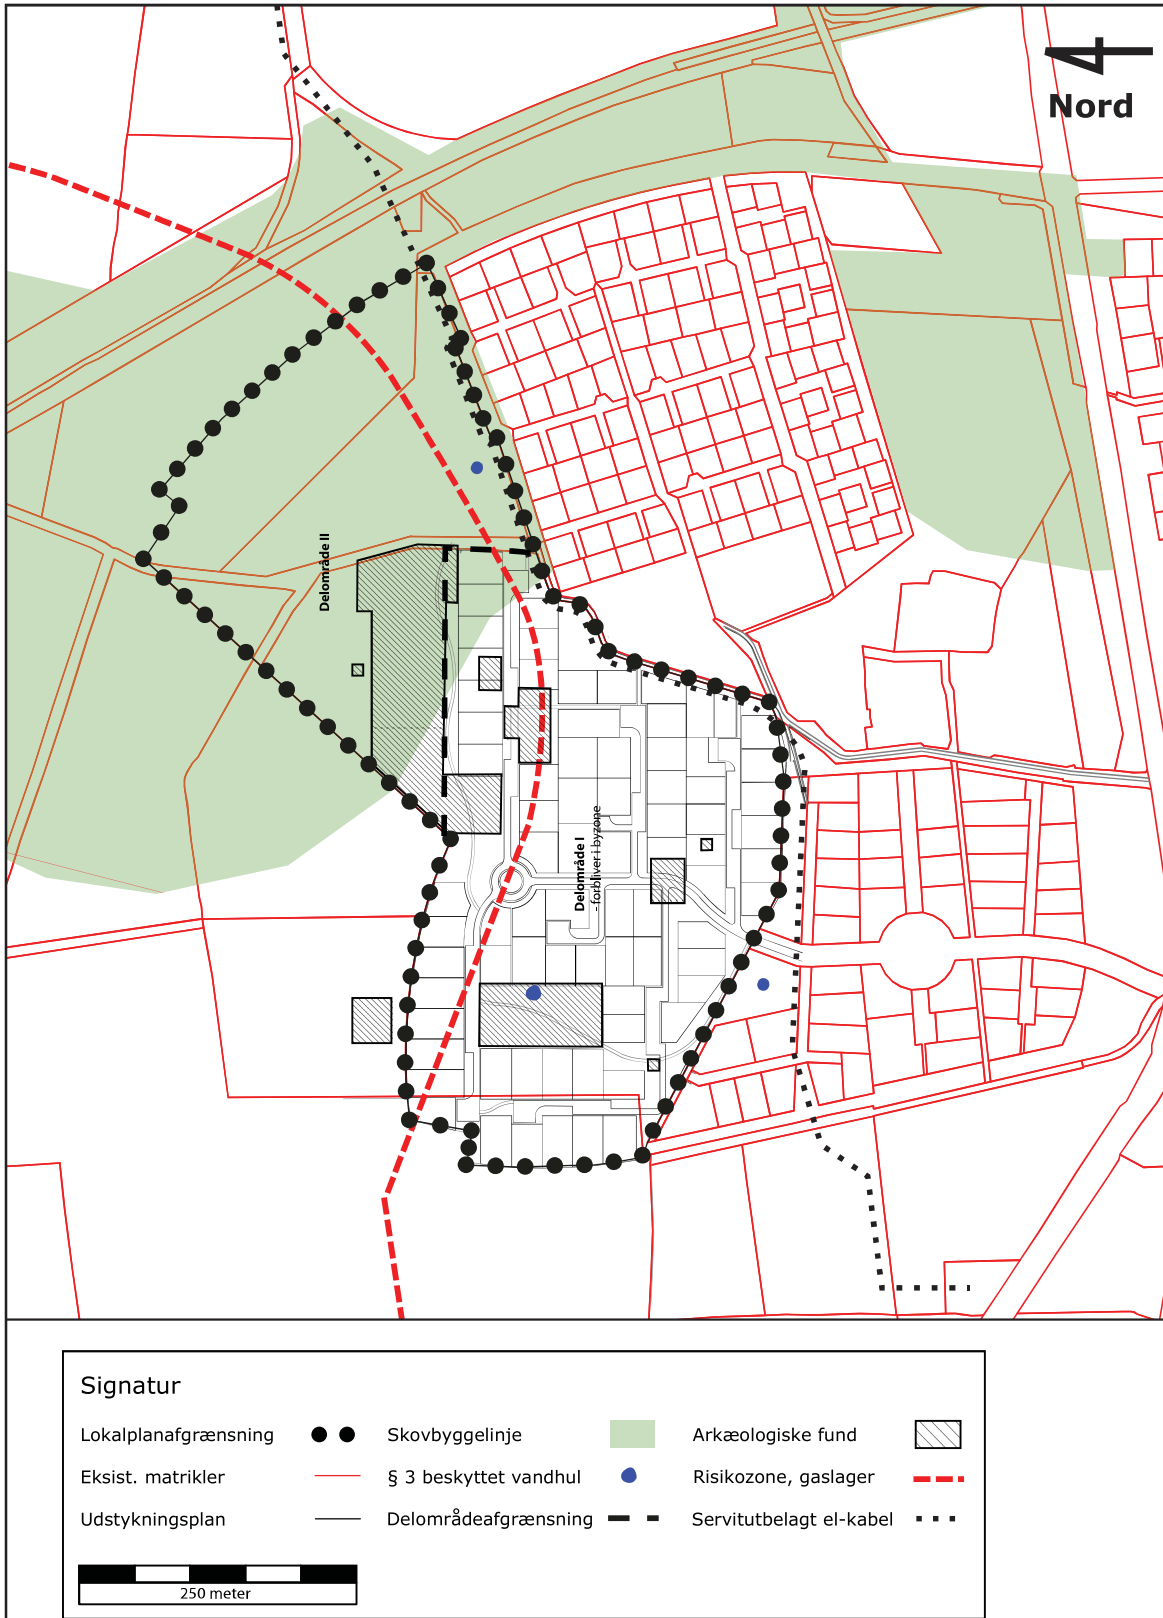 Nord
Delområde II
Delområde I
- forbliver i byzone
Signatur
Lokalplanafgrænsning
Skovbyggelinje
Arkæologiske fund
Eksist. matrikler
§ 3 beskyttet vandhul
Risikozone, gaslager
Udstykningsplan
Delområdeafgrænsning
Servitutbelagt el-kabel
250 meter